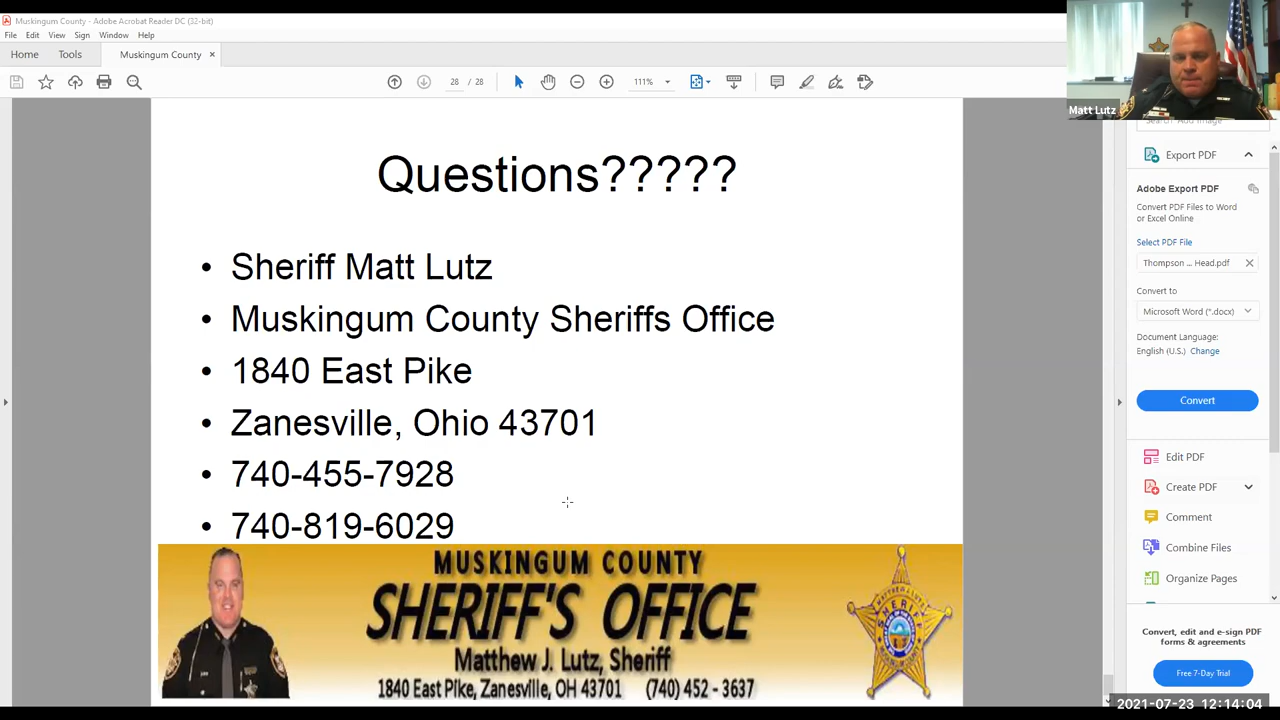 Muskingum County - Adobe Acrobat Reader DC (32-bit)
File Edit View Sign Window Help
Home Tools Muskingum County ×
28 / 28 111%
Matt Lutz
Search 'Add Image'
Export PDF
Adobe Export PDF
Convert PDF Files to Word
or Excel Online
Select PDF File
Thompson ... Head.pdf
Convert to
Microsoft Word (*.docx)
Document Language:
English (U.S.) Change
Convert
Edit PDF
Create PDF
Comment
Combine Files
Organize Pages
Convert, edit and e-sign PDF
forms & agreements
Free 7-Day Trial
Questions?????
• Sheriff Matt Lutz
• Muskingum County Sheriffs Office
• 1840 East Pike
• Zanesville, Ohio 43701
• 740-455-7928
• 740-819-6029
MUSKINGUM COUNTY
SHERIFF'S OFFICE
Matthew J. Lutz, Sheriff
1840 East Pike, Zanesville, OH 43701 (740) 452 - 3637
SHERIFF
2021-07-23 12:14:04